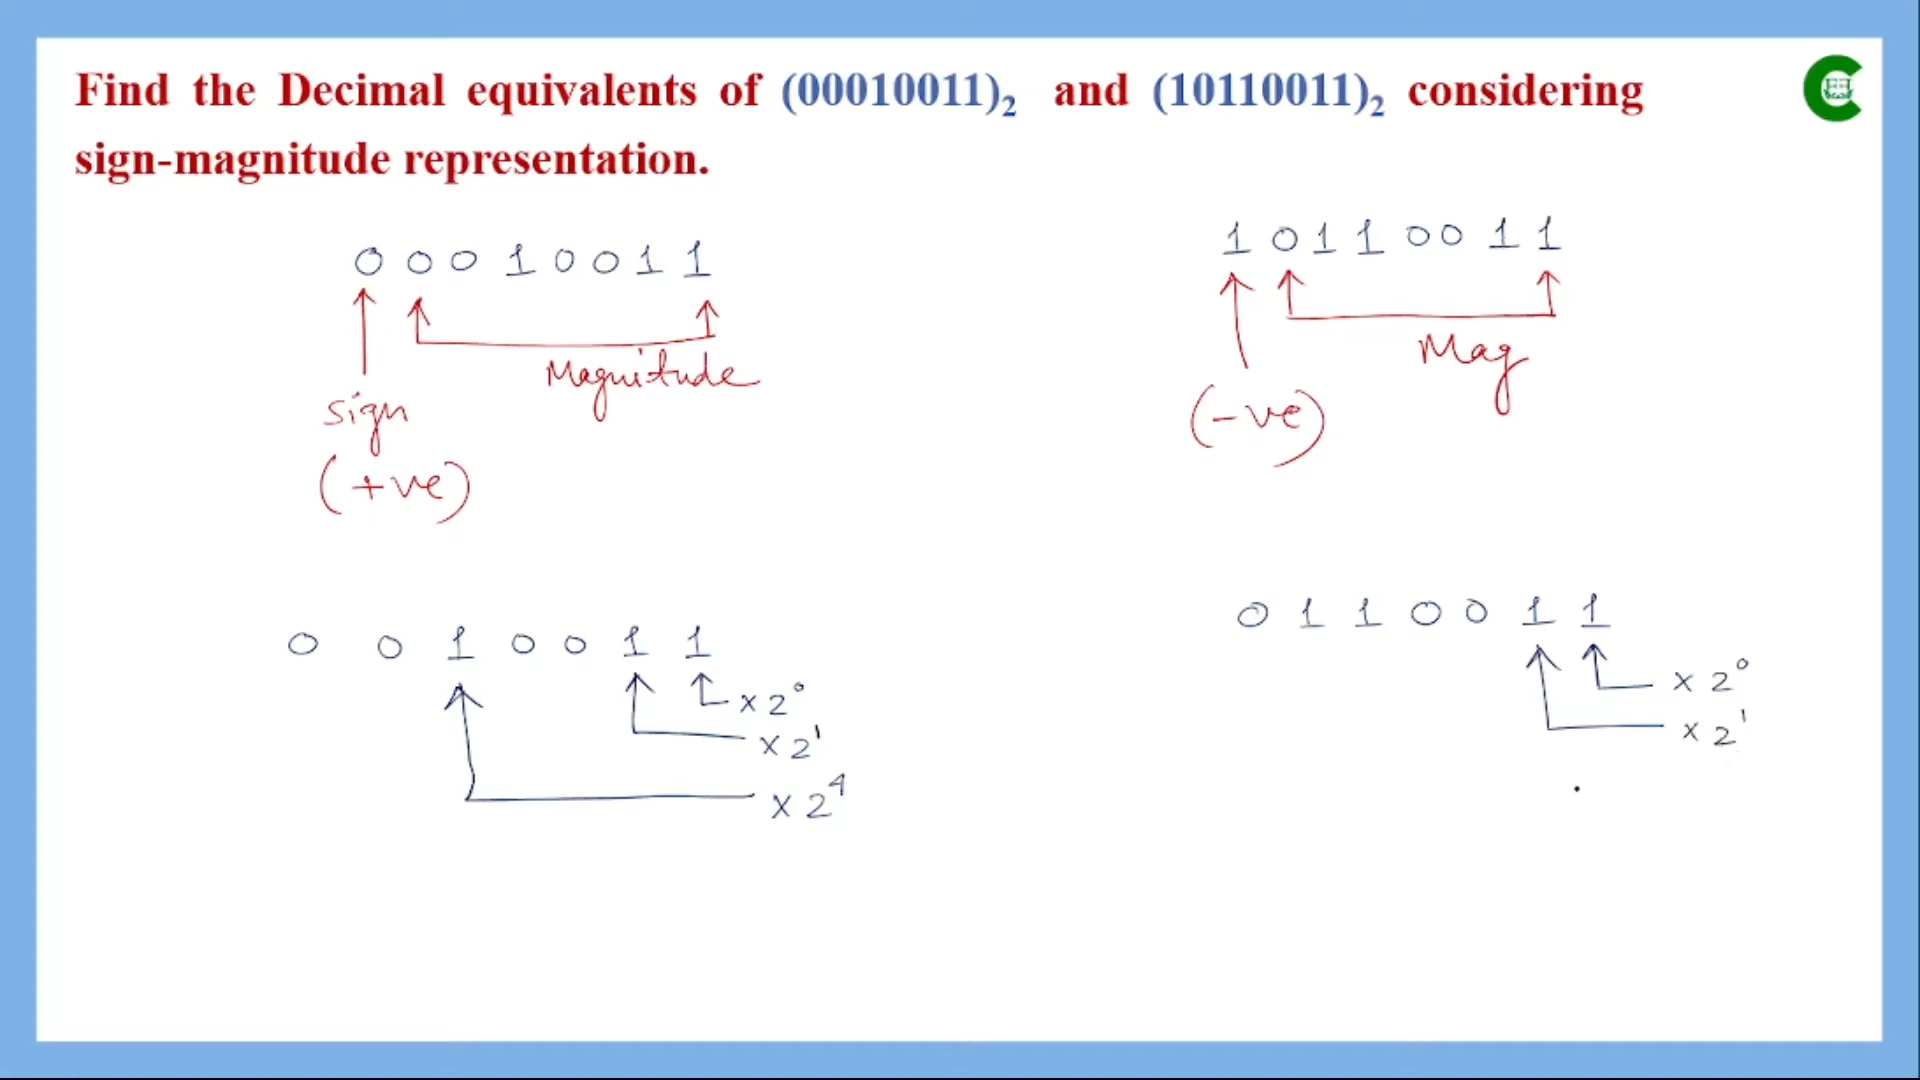 Find the Decimal equivalents of (00010011)₂ and (10110011)₂ considering
sign-magnitude representation.
0 0 0 1 0 0 1 1
Magnitude
sign
(+ve)
1 0 1 1 0 0 1 1
Mag
(-ve)
0 0 1 0 0 1 1
x 2⁰
x 2¹
x 2⁴
0 1 1 0 0 1 1
x 2⁰
x 2¹